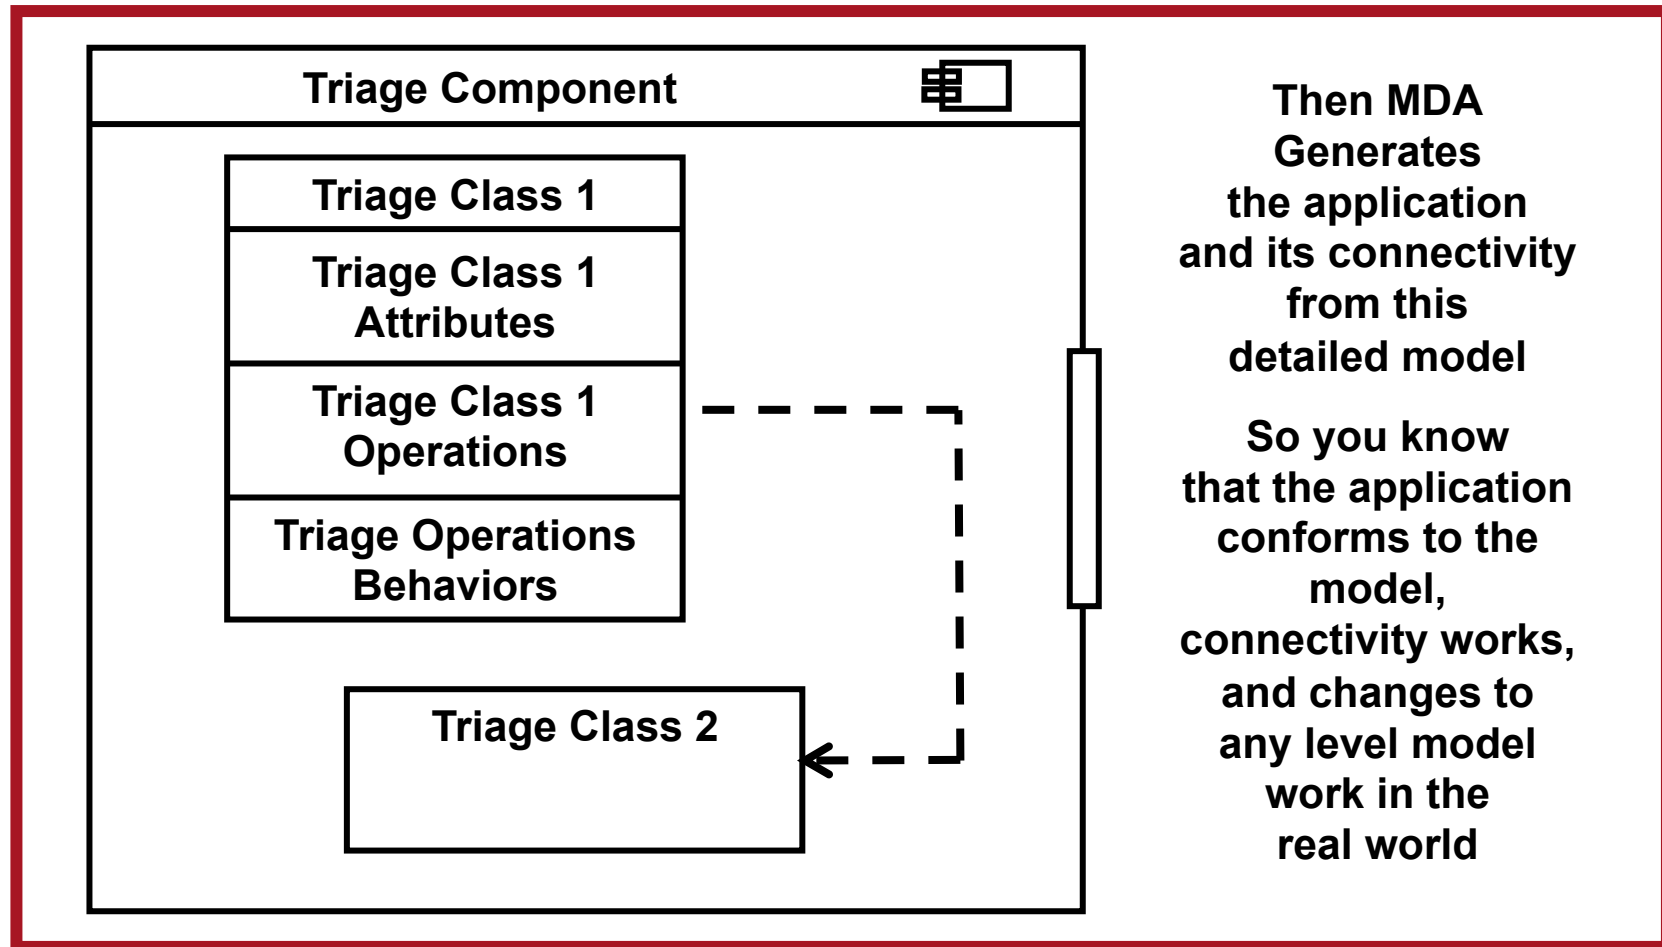 Triage Component
Triage Class 1
Triage Class 1
Attributes
Triage Class 1
Operations
Triage Operations
Behaviors
Triage Class 2
Then MDA
Generates
the application
and its connectivity
from this
detailed model
So you know
that the application
conforms to the
model,
connectivity works,
and changes to
any level model
work in the
real world